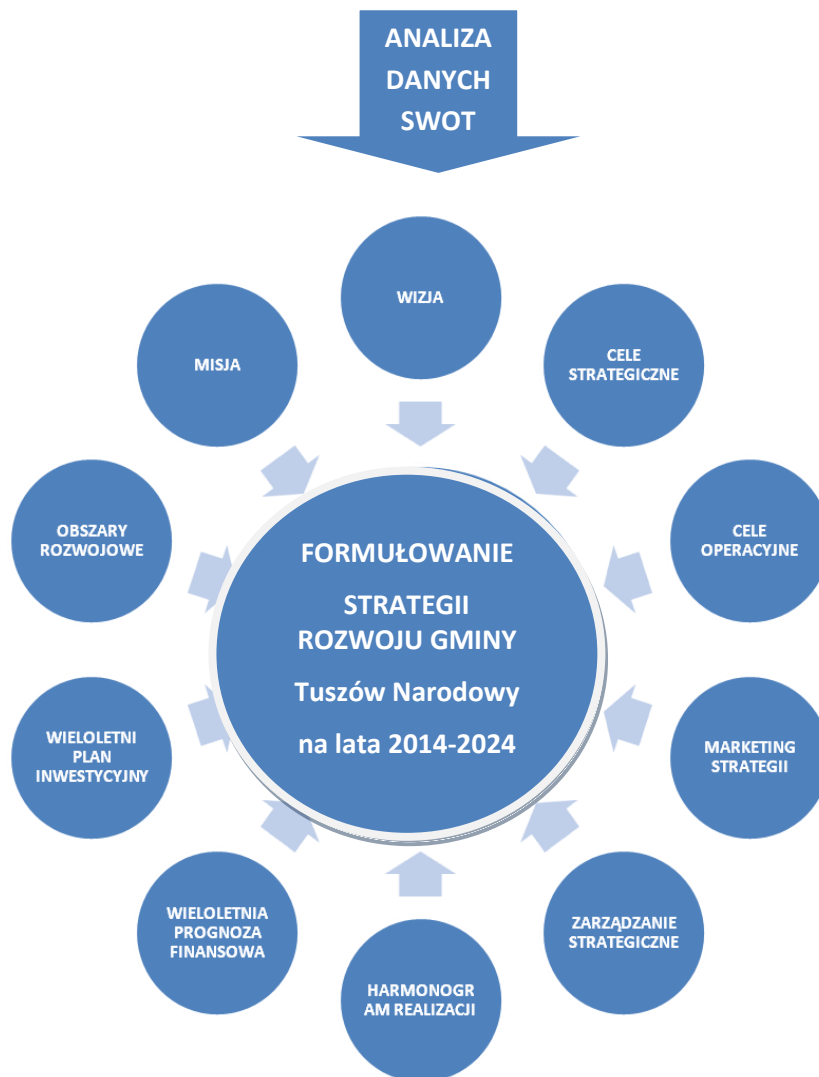 ANALIZA
DANYCH
SWOT
WIZJA
CELE
STRATEGICZNE
CELE
OPERACYJNE
MARKETING
STRATEGII
ZARZĄDZANIE
STRATEGICZNE
HARMONOGR
AM REALIZACJI
WIELOLETNIA
PROGNOZA
FINANSOWA
WIELOLETNI
PLAN
INWESTYCYJNY
OBSZARY
ROZWOJOWE
MISJA
FORMUŁOWANIE
STRATEGII
ROZWOJU GMINY
Tuszów Narodowy
na lata 2014-2024